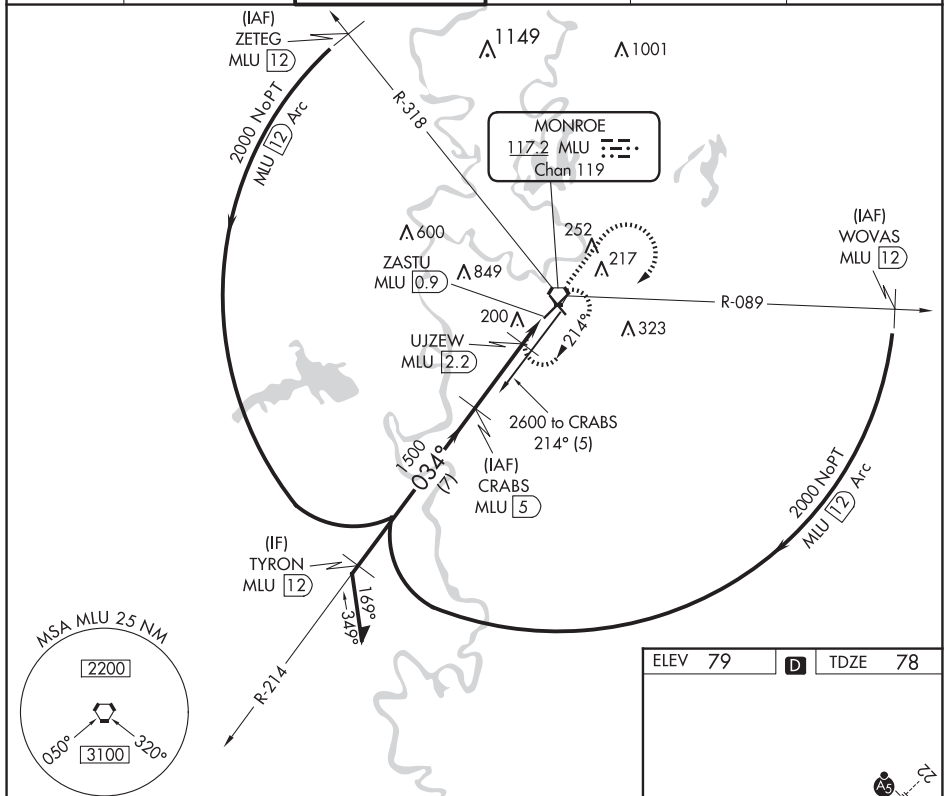 (IAF)
ZETEG
MLU 12
1149
1001
R-318
2000 NoPT
MLU 12 Arc
MONROE
117.2 MLU
Chan 119
(IAF)
WOVAS
MLU 12
600
252
217
ZASTU
MLU 0.9
849
R-089
200
323
UJZEW
MLU 2.2
214°
2600 to CRABS
214° (5)
1500
034°
(7)
(IAF)
CRABS
MLU 5
2000 NoPT
MLU 12 Arc
(IF)
TYRON
MLU 12
169°
349°
R-214
MSA MLU 25 NM
2200
050°
320°
3100
ELEV 79
D
TDZE 78
A5
22